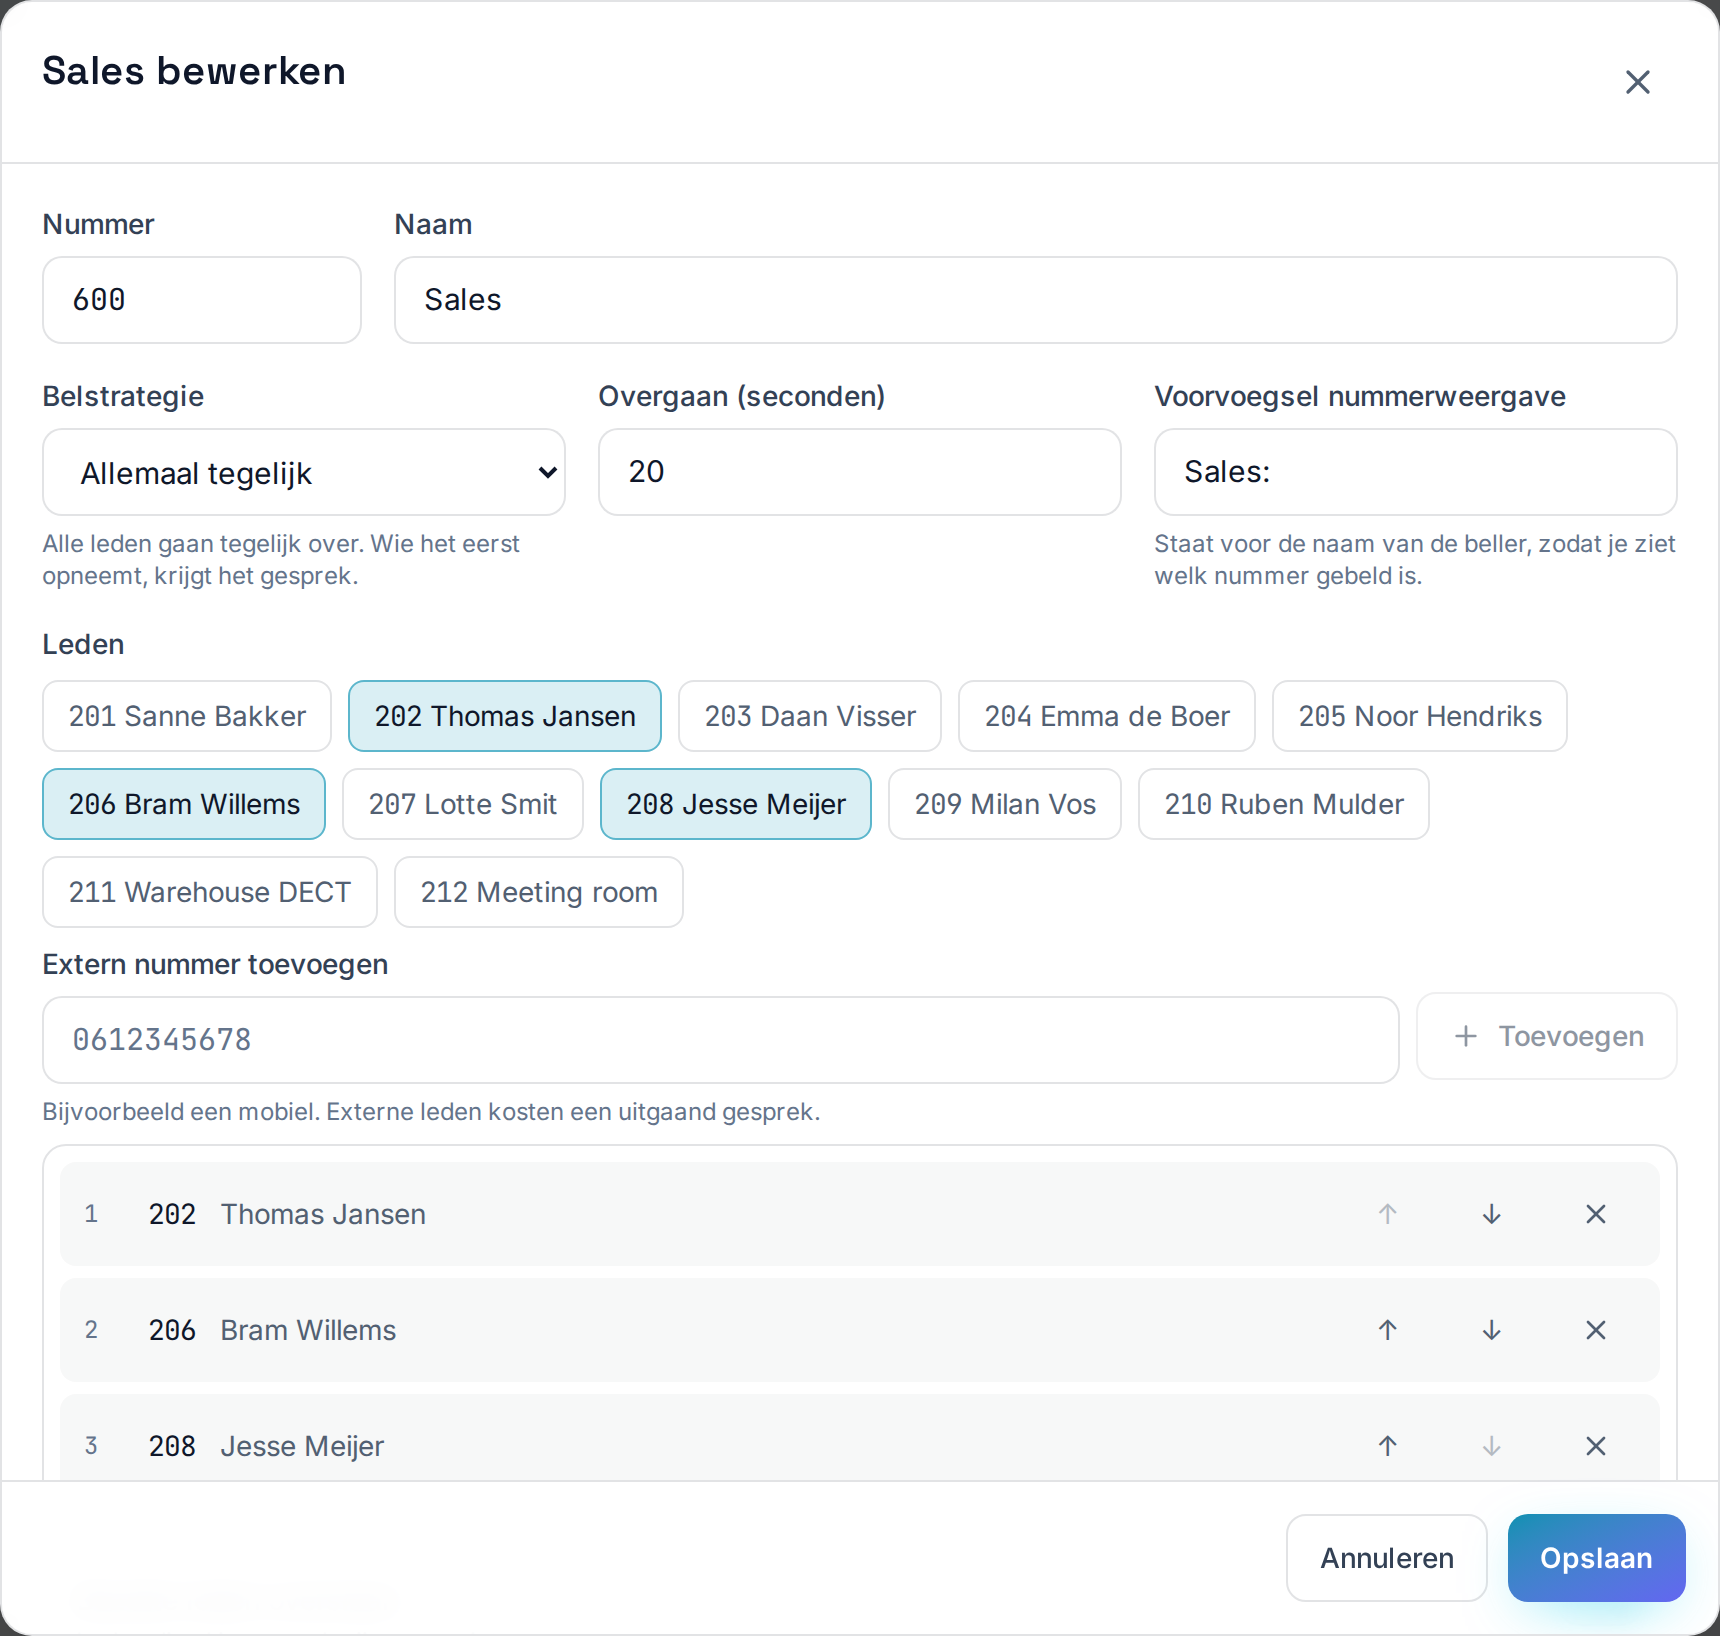 Sales bewerken
Nummer
Naam
600
Sales
Belstrategie
Overgaan (seconden)
Voorvoegsel nummerweergave
Allemaal tegelijk
20
Sales:
Alle leden gaan tegelijk over. Wie het eerst
opneemt, krijgt het gesprek.
Staat voor de naam van de beller, zodat je ziet
welk nummer gebeld is.
Leden
201 Sanne Bakker
202 Thomas Jansen
203 Daan Visser
204 Emma de Boer
205 Noor Hendriks
206 Bram Willems
207 Lotte Smit
208 Jesse Meijer
209 Milan Vos
210 Ruben Mulder
211 Warehouse DECT
212 Meeting room
Extern nummer toevoegen
0612345678
Toevoegen
Bijvoorbeeld een mobiel. Externe leden kosten een uitgaand gesprek.
1 202 Thomas Jansen
2 206 Bram Willems
3 208 Jesse Meijer
Annuleren
Opslaan